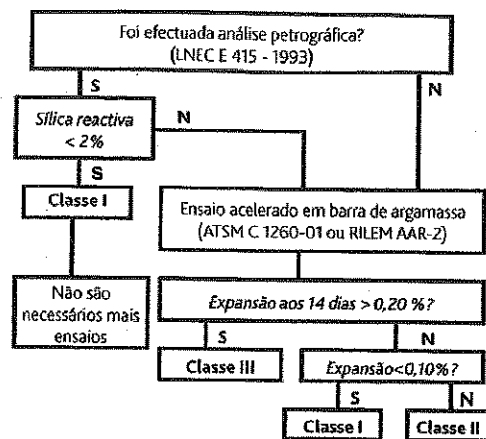 Foi efectuada análise petrográfica?
(LNEC E 415 - 1993)
S
N
Sílica reactiva
< 2%
N
S
Classe I
Ensaio acelerado em barra de argamassa
(ATSM C 1260-01 ou RILEM AAR-2)
Não são
necessários mais
ensaios
Expansão aos 14 dias > 0,20 %?
S
N
Classe III
Expansão<0,10%?
S
N
Classe I
Classe II